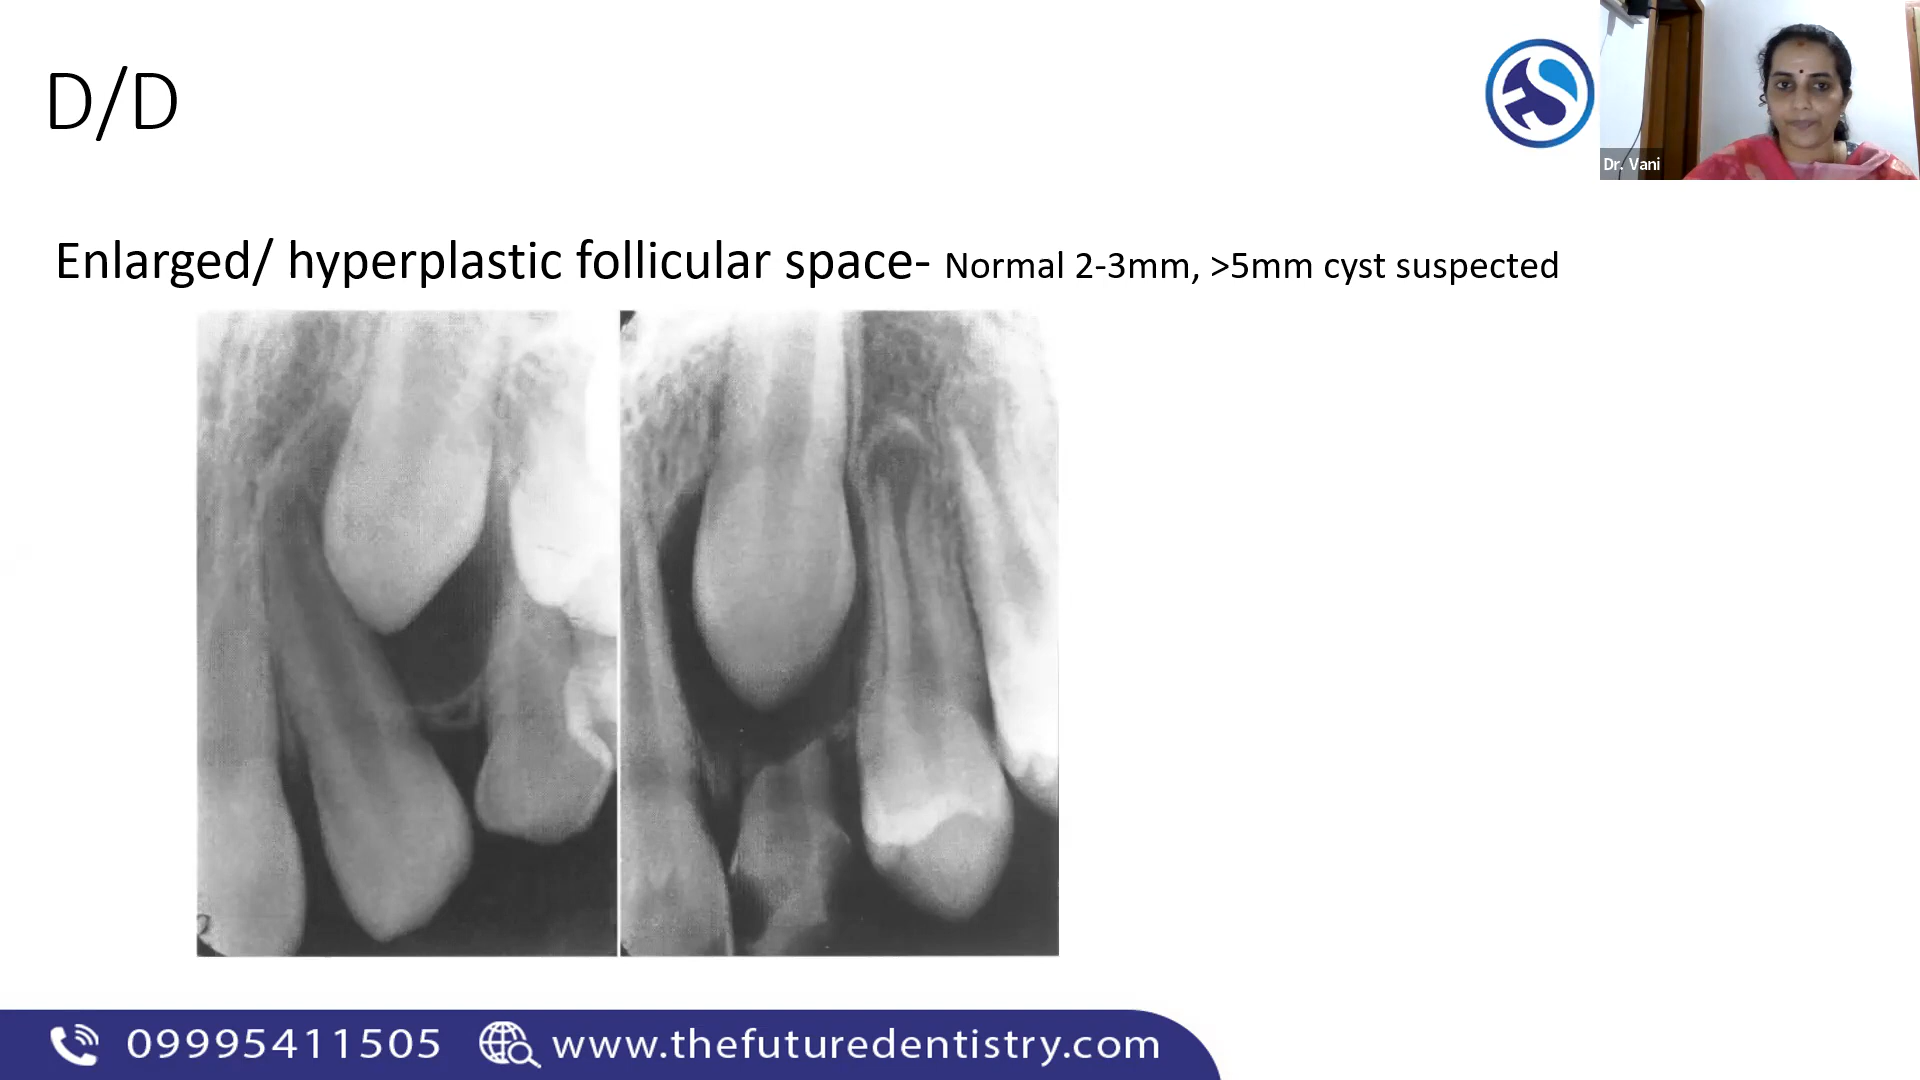 D/D
Dr. Vani
Enlarged/ hyperplastic follicular space- Normal 2-3mm, >5mm cyst suspected
09995411505 www.thefuturedentistry.com